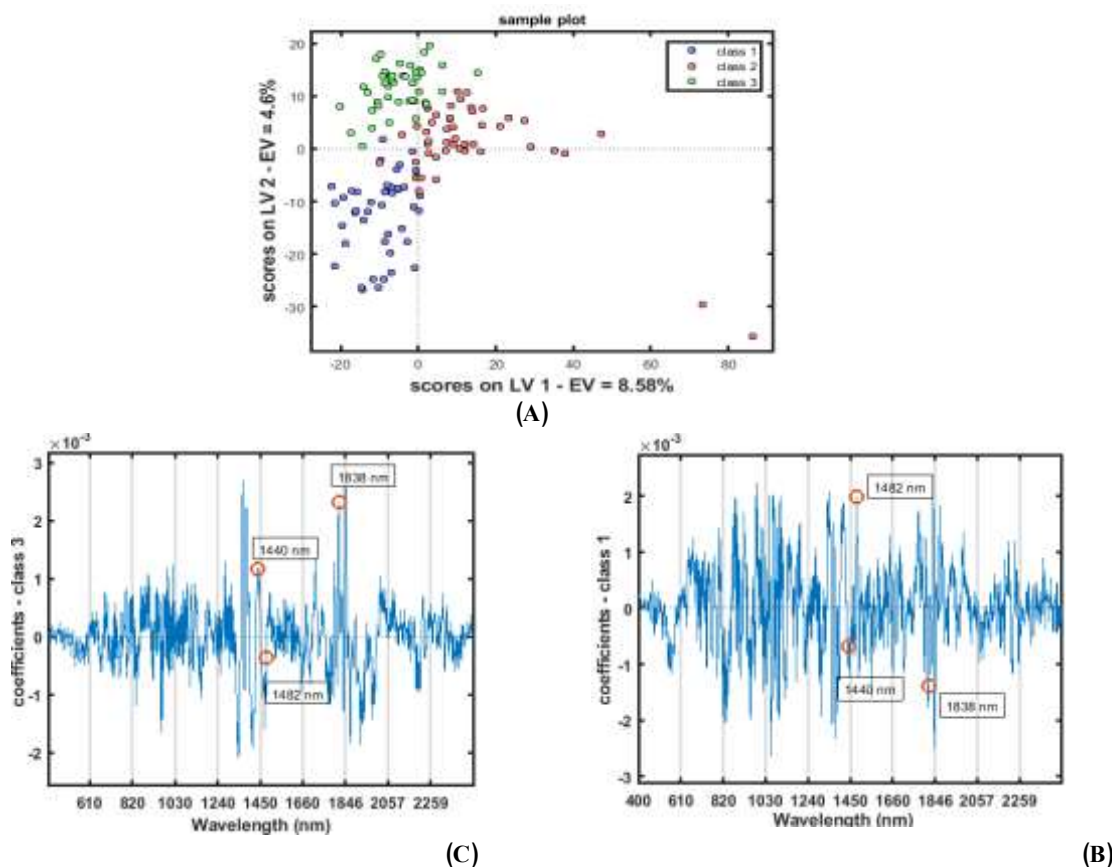 sample plot
class 1
class 2
class 3
20
10
0
-10
-20
-30
scores on LV 2 - EV = 4.6%
-20
0
20
40
60
80
scores on LV 1 - EV = 8.58%
(A)
×10⁻³
3
2
1
0
-1
-2
coefficients - class 3
1838 nm
1440 nm
1482 nm
610
820
1030
1240
1450
1660
1846
2057
2259
Wavelength (nm)
(C)
×10⁻³
2
1
0
-1
-2
-3
coefficients - class 1
1482 nm
1440 nm
1838 nm
400
610
820
1030
1240
1450
1660
1846
2057
2259
Wavelength (nm)
(B)